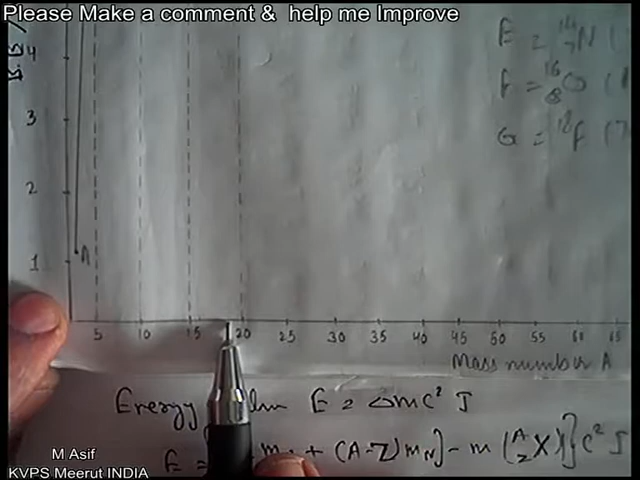 Please Make a comment & help me Improve
E = ¹⁴₇N (
F = ¹⁶₈O (
G = ¹⁸F (7
4
3
2
A
1
5 10 15 20 25 30 35 40 45 50 55 60 65
Mass number A
Energy E = Δmc² J
E = + (A-Z) mN] - m (ᴬ_Z X)} c² J
M Asif
KVPS Meerut INDIA